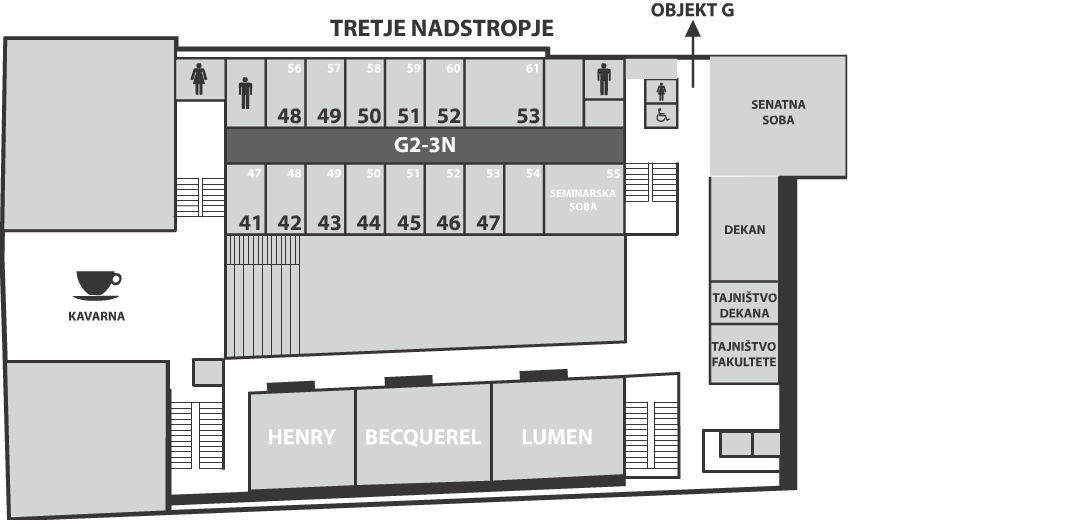 OBJEKT G
TRETJE NADSTROPJE
56 57 58 59 60 61
48 49 50 51 52 53
SENATNA
SOBA
G2-3N
47 48 49 50 51 52 53 54 55
SEMINARSKA
SOBA
41 42 43 44 45 46 47
DEKAN
TAJNIŠTVO
DEKANA
KAVARNA
TAJNIŠTVO
FAKULTETE
HENRY BECQUEREL LUMEN